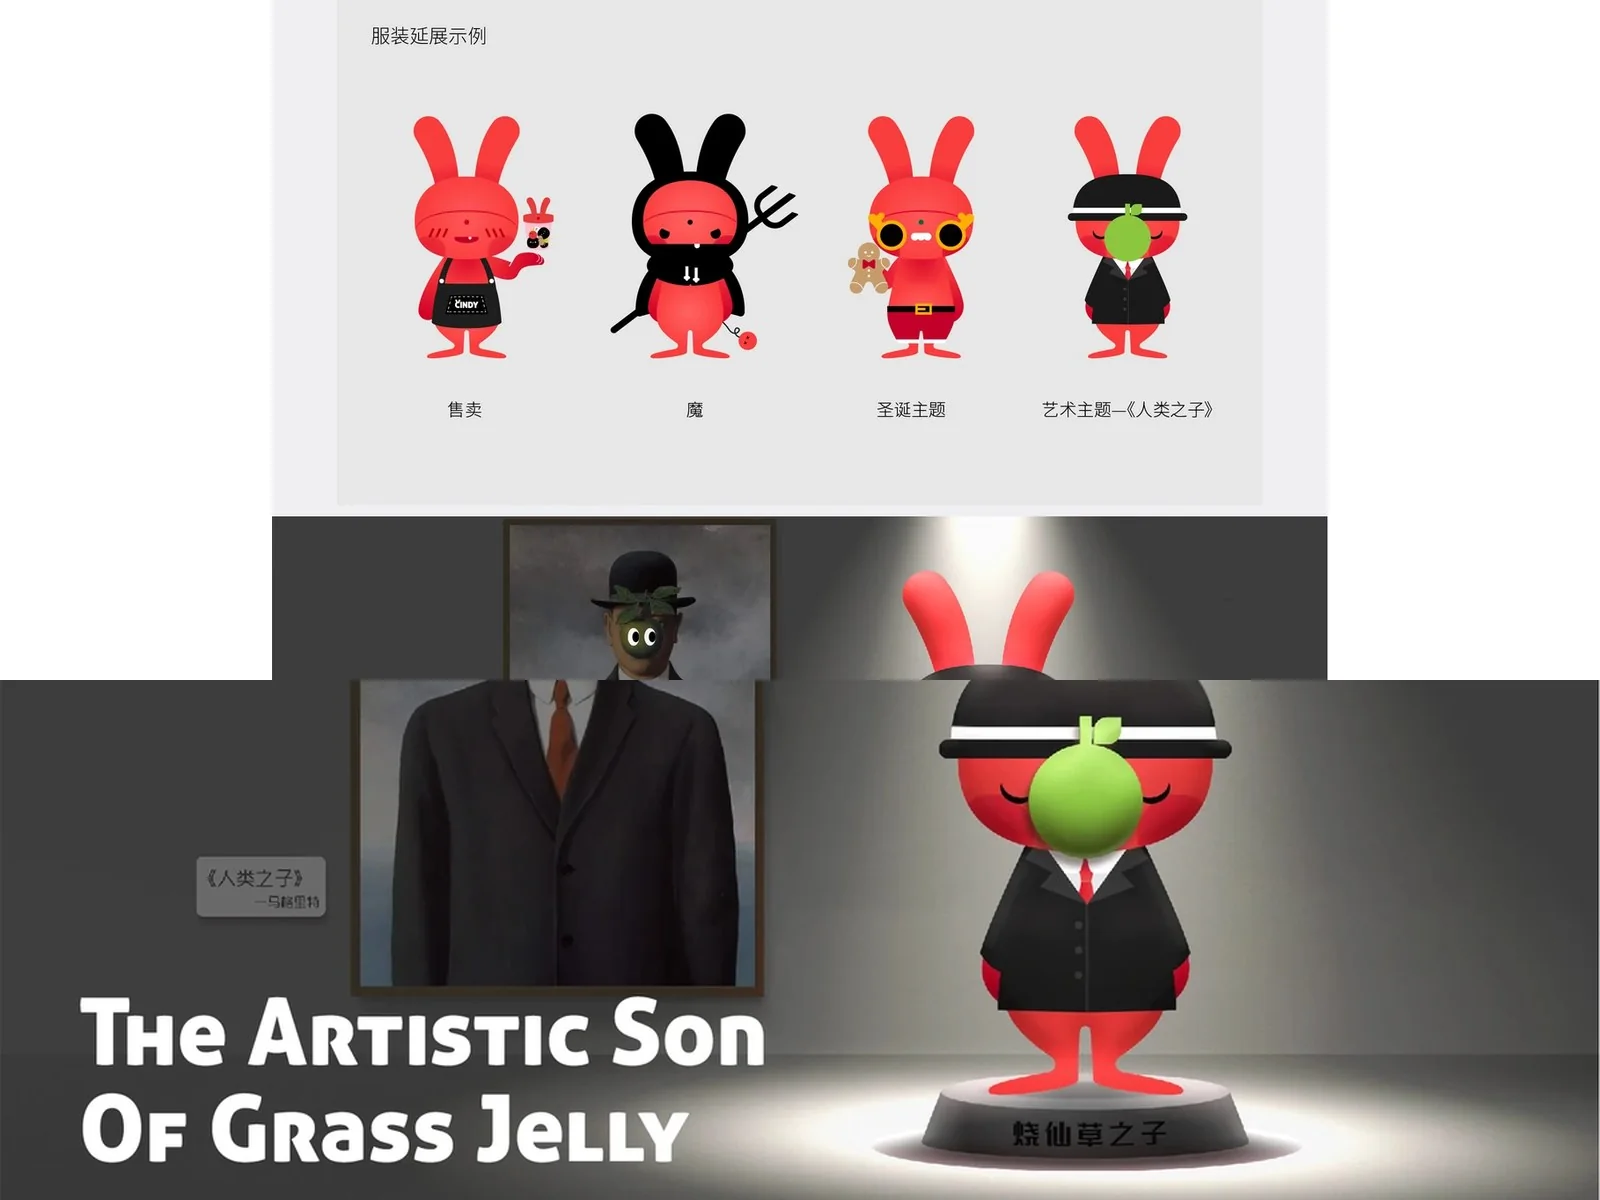 服装延展示例
CINDY
售卖
魔
圣诞主题
艺术主题—《人类之子》
《人类之子》
—马格里特
The Artistic Son
Of Grass Jelly
烧仙草之子